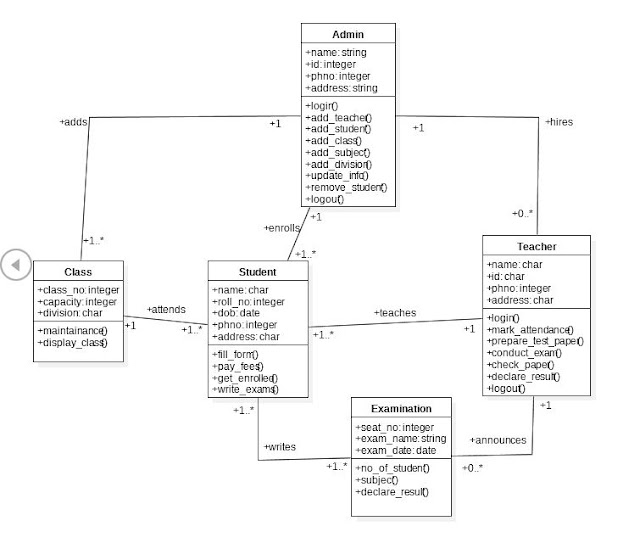 Admin
+name: string
+id: integer
+phno: integer
+address: string
+login()
+add_teacher()
+add_student()
+add_class()
+add_subject()
+add_division()
+update_info()
+remove_student()
+logout()
+adds
+1
+1
+hires
+1..*
+enrolls
+1
+1..*
+0..*
Class
+class_no: integer
+capacity: integer
+division: char
+maintainance()
+display_class()
+attends
+1
+1..*
Student
+name: char
+roll_no: integer
+dob: date
+phno: integer
+address: char
+fill_form()
+pay_fees()
+get_enrolled()
+write_exams()
+teaches
+1..*
+1
Teacher
+name: char
+id: char
+phno: integer
+address: char
+login()
+mark_attendance()
+prepare_test_paper()
+conduct_exam()
+check_paper()
+declare_result()
+logout()
+1..*
+writes
+1..*
Examination
+seat_no: integer
+exam_name: string
+exam_date: date
+no_of_student()
+subject()
+declare_result()
+1
+announces
+0..*